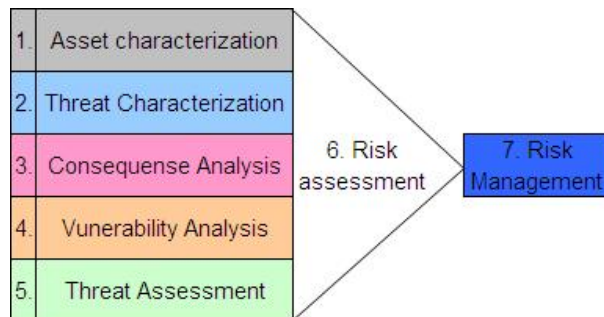 1. Asset characterization
2. Threat Characterization
3. Consequense Analysis
4. Vunerability Analysis
5. Threat Assessment
6. Risk
assessment
7. Risk
Management